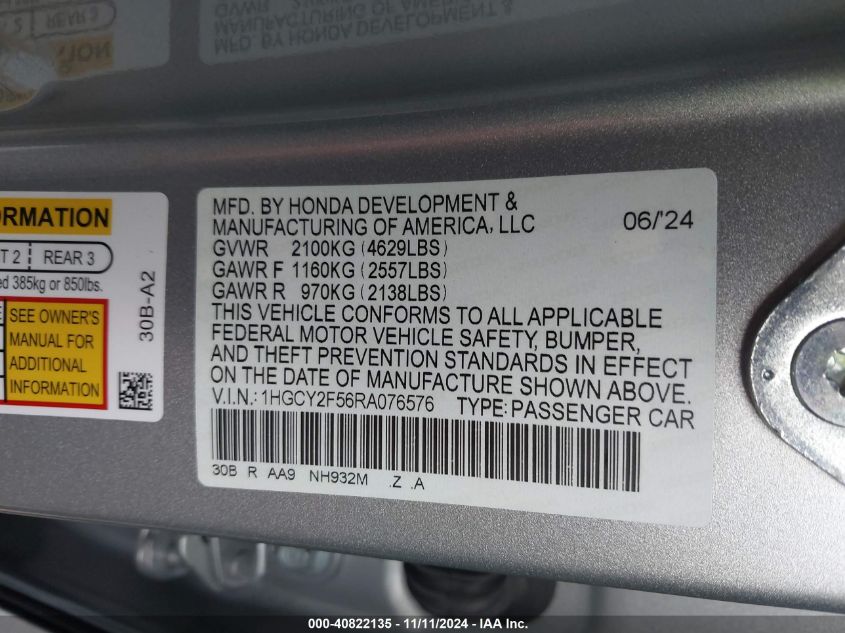 ORMATION
T 2 REAR 3
ed 385kg or 850lbs.
SEE OWNER'S
MANUAL FOR
ADDITIONAL
INFORMATION
30B-A2
MFD. BY HONDA DEVELOPMENT &
MANUFACTURING OF AMERICA, LLC 06/'24
GVWR 2100KG (4629LBS)
GAWR F 1160KG (2557LBS)
GAWR R 970KG (2138LBS)
THIS VEHICLE CONFORMS TO ALL APPLICABLE
FEDERAL MOTOR VEHICLE SAFETY, BUMPER,
AND THEFT PREVENTION STANDARDS IN EFFECT
ON THE DATE OF MANUFACTURE SHOWN ABOVE.
V.I.N.: 1HGCY2F56RA076576 TYPE: PASSENGER CAR
30B R AA9 NH932M .Z .A
000-40822135 - 11/11/2024 - IAA Inc.